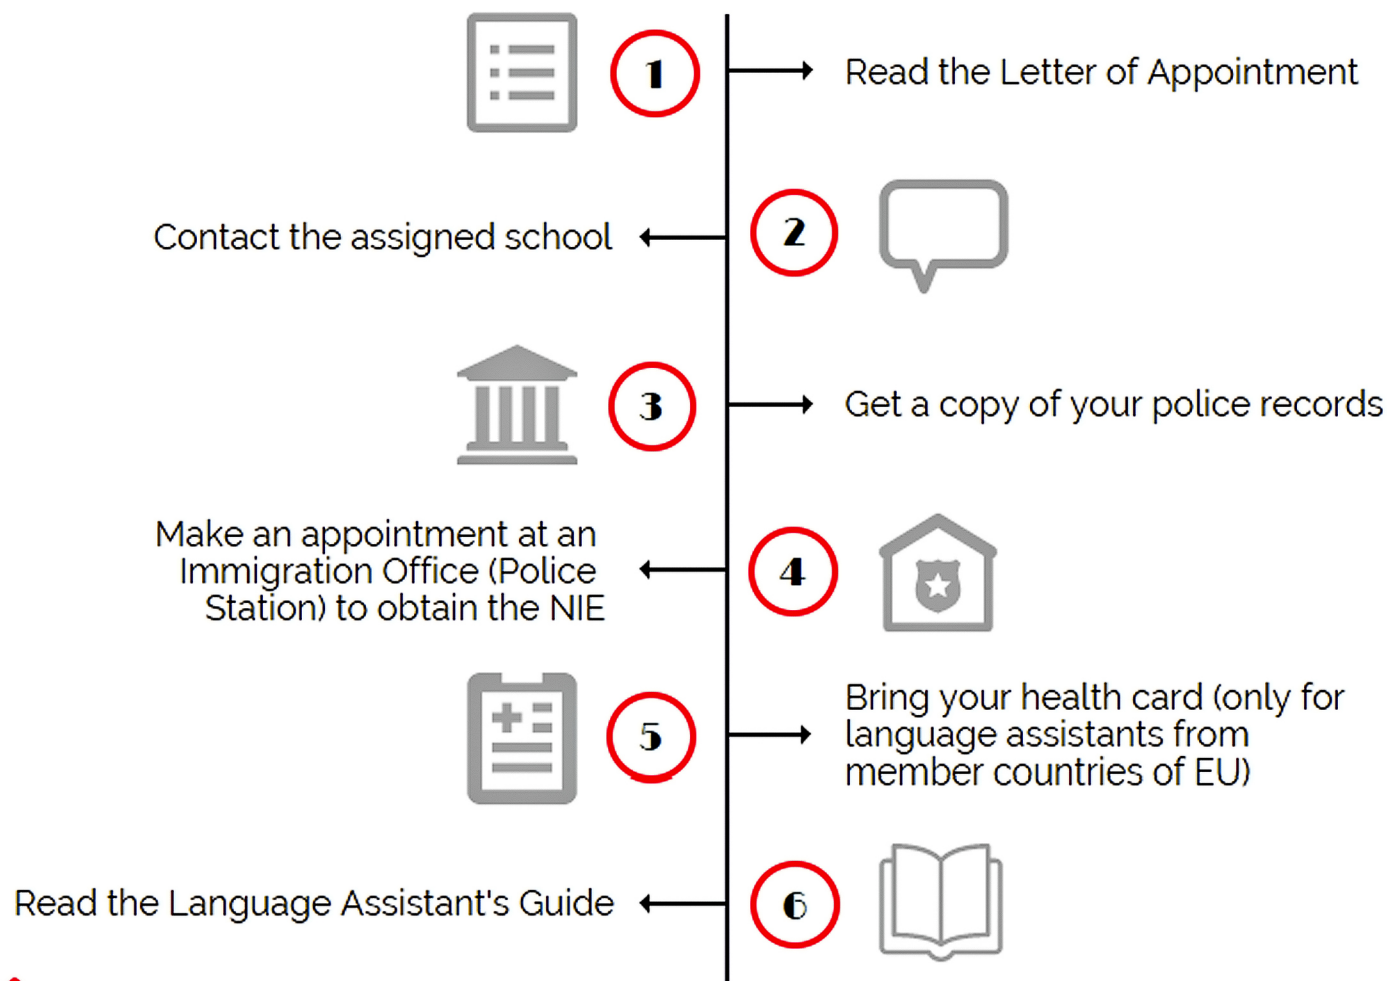 1
Read the Letter of Appointment
Contact the assigned school
2
3
Get a copy of your police records
Make an appointment at an
Immigration Office (Police
Station) to obtain the NIE
4
5
Bring your health card (only for
language assistants from
member countries of EU)
Read the Language Assistant's Guide
6